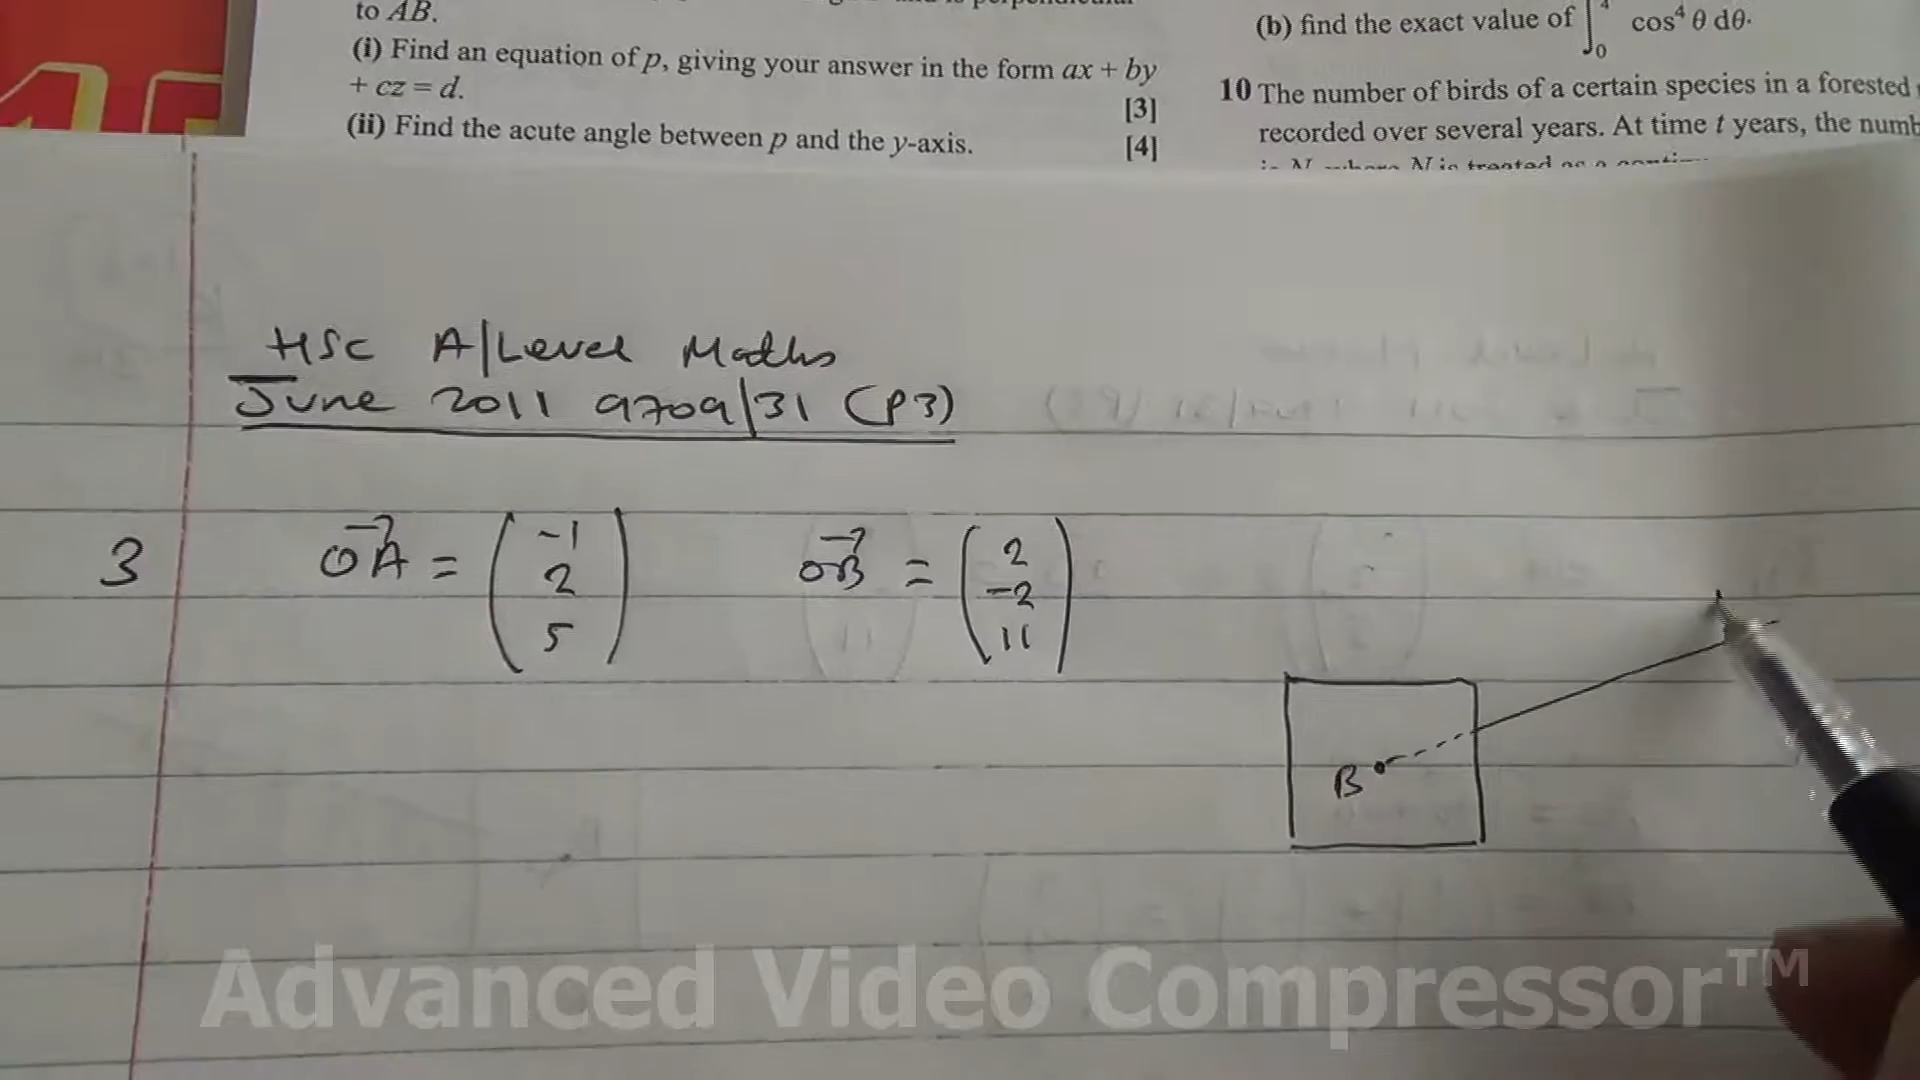 to AB.
(i) Find an equation of p, giving your answer in the form ax + by
+ cz = d.
[3]
(ii) Find the acute angle between p and the y-axis.
[4]
(b) find the exact value of ∫₀ cos⁴ θ dθ.
10 The number of birds of a certain species in a forested
recorded over several years. At time t years, the numb
HSC A/Level Maths
June 2011 9709/31 (P3)
3 OA = (-1 2 5) OB = (2 -2 11)
B
Advanced Video Compressor™